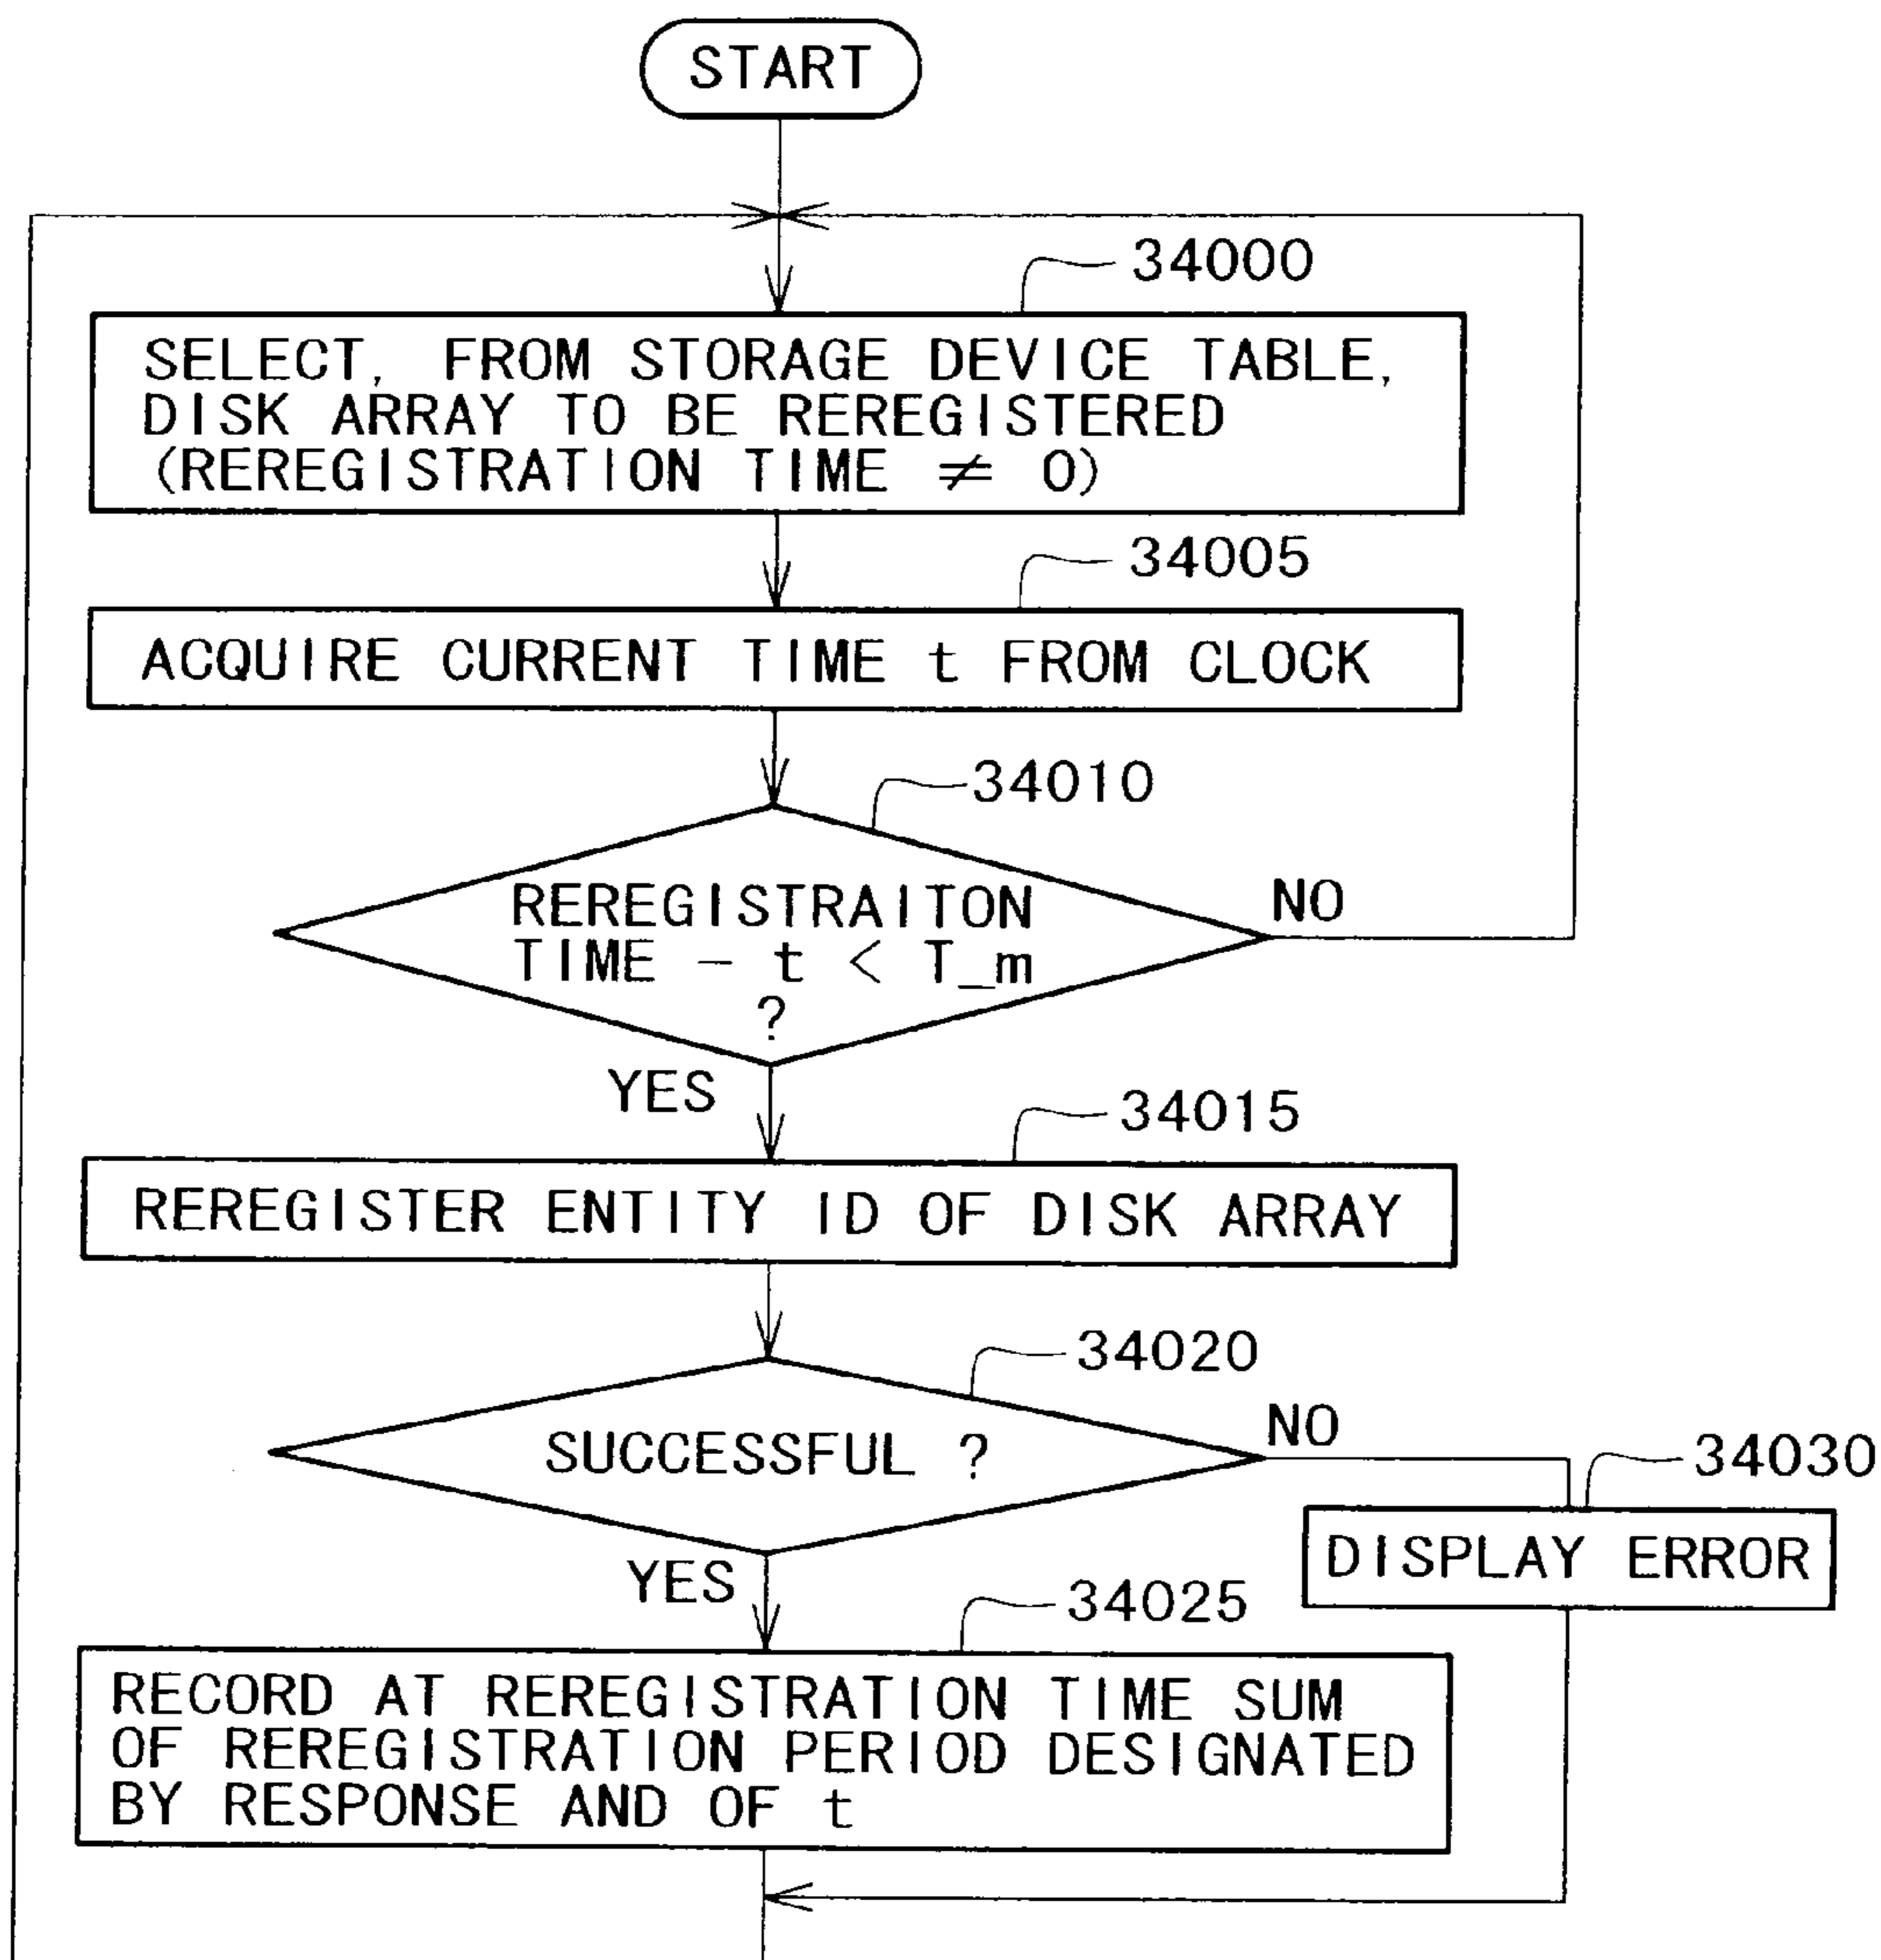 START
34000
SELECT, FROM STORAGE DEVICE TABLE,
DISK ARRAY TO BE REREGISTERED
(REREGISTRATION TIME ≠ 0)
34005
ACQUIRE CURRENT TIME t FROM CLOCK
34010
REREGISTRAITON
TIME - t < T_m
?
NO
YES
34015
REREGISTER ENTITY ID OF DISK ARRAY
34020
SUCCESSFUL ?
NO
34030
DISPLAY ERROR
YES
34025
RECORD AT REREGISTRATION TIME SUM
OF REREGISTRATION PERIOD DESIGNATED
BY RESPONSE AND OF t